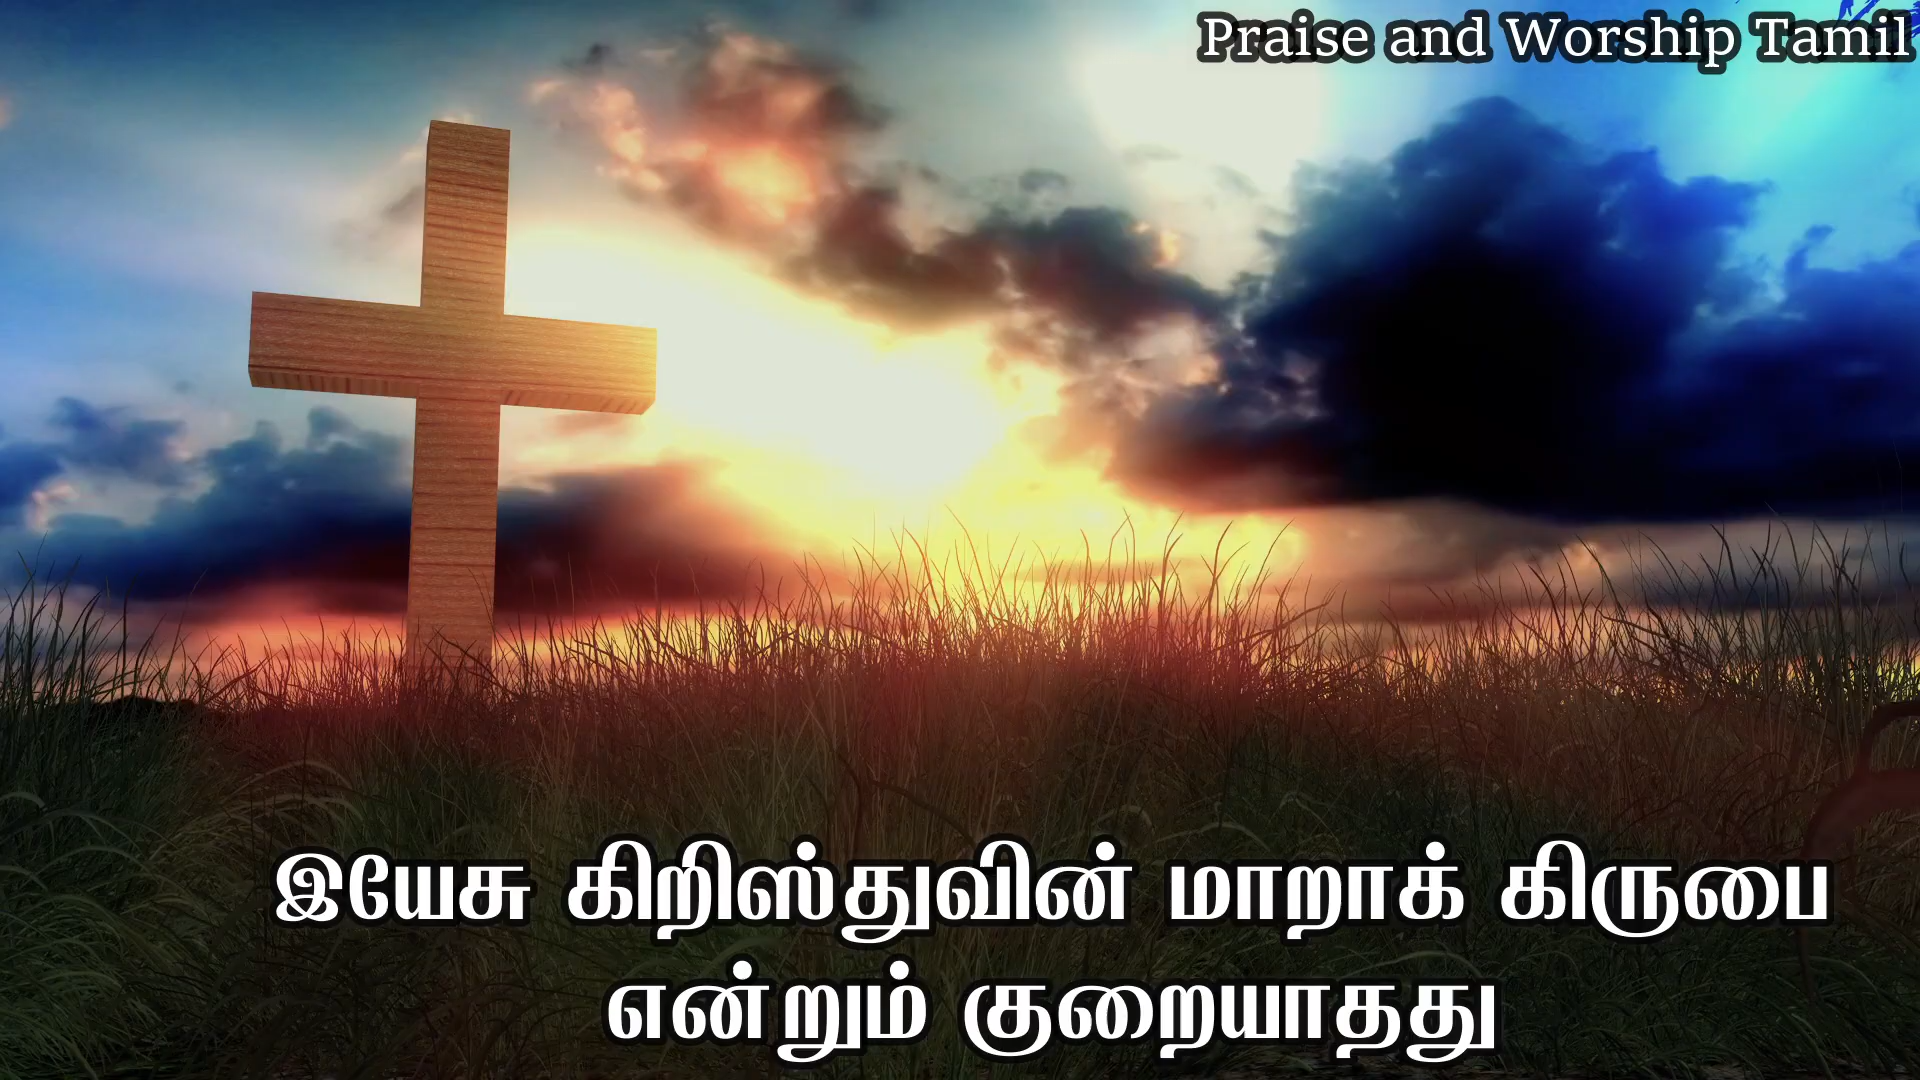 Praise and Worship Tamil
இயேசு கிறிஸ்துவின் மாறாக் கிருபை
என்றும் குறையாதது